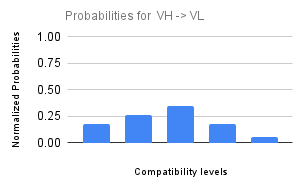 Probabilities for VH -> VL
1.00
0.75
0.50
0.25
0.00
Normalized Probabilities
Compatibility levels